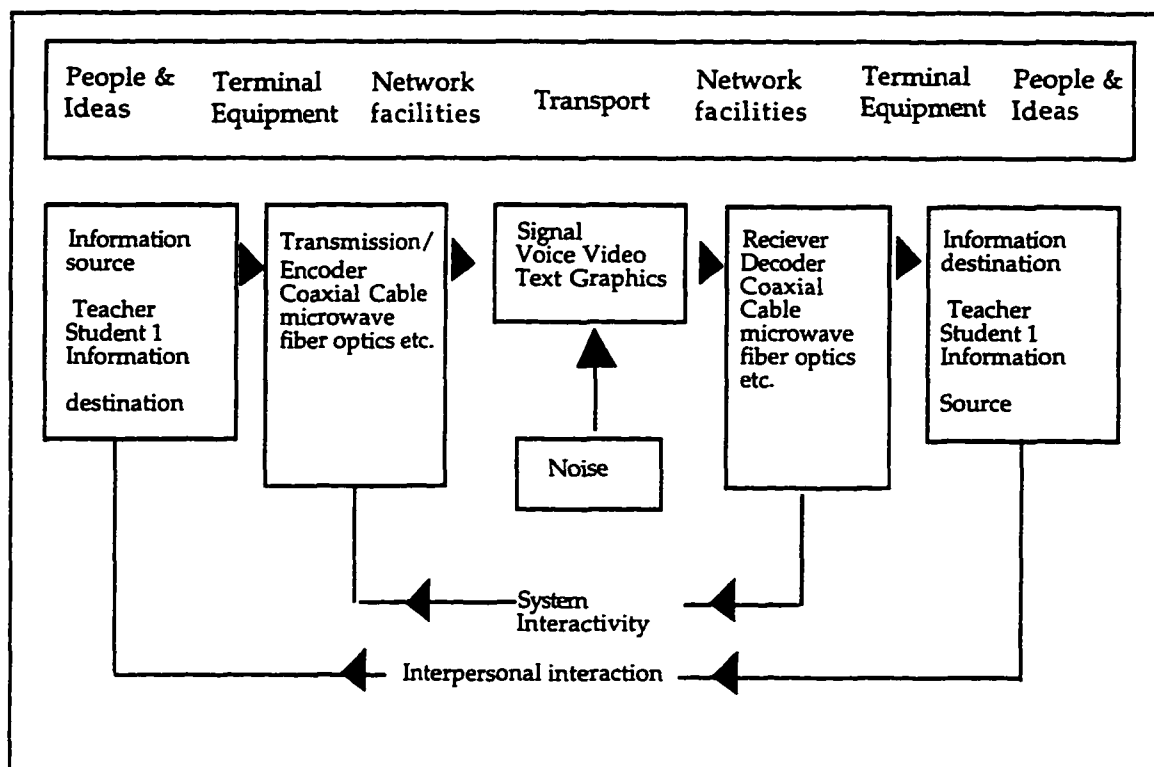 People &
Ideas
Terminal
Equipment
Network
facilities
Transport
Network
facilities
Terminal
Equipment
People &
Ideas
Information
source
Teacher
Student 1
Information
destination
Transmission/
Encoder
Coaxial Cable
microwave
fiber optics etc.
Signal
Voice Video
Text Graphics
Noise
Reciever
Decoder
Coaxial
Cable
microwave
fiber optics
etc.
Information
destination
Teacher
Student 1
Information
Source
System
Interactivity
Interpersonal interaction